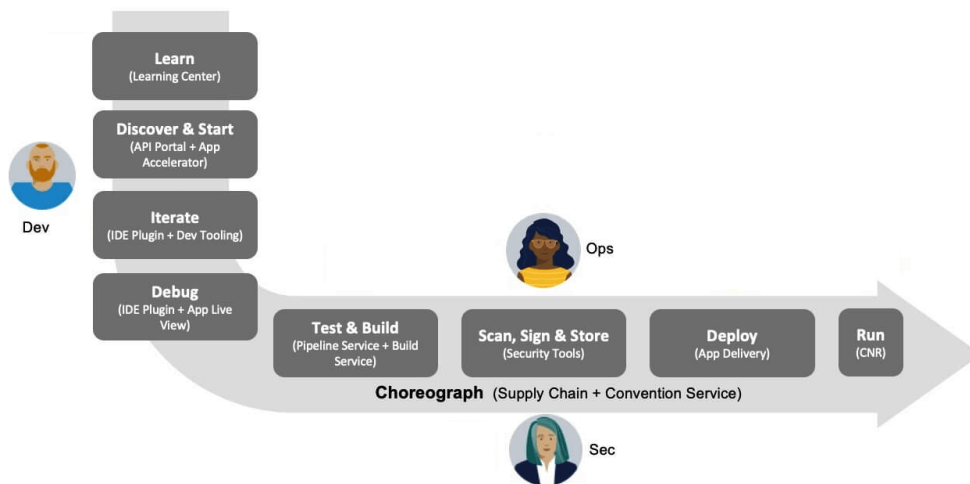 Learn
(Learning Center)
Discover & Start
(API Portal + App
Accelerator)
Dev
Iterate
(IDE Plugin + Dev Tooling)
Debug
(IDE Plugin + App Live
View)
Ops
Test & Build
(Pipeline Service + Build
Service)
Scan, Sign & Store
(Security Tools)
Deploy
(App Delivery)
Run
(CNR)
Choreograph (Supply Chain + Convention Service)
Sec